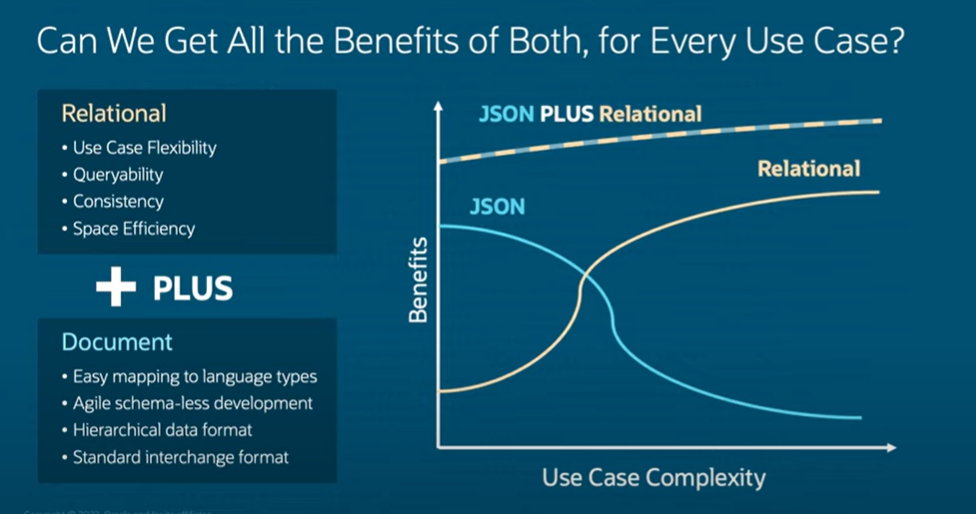 Can We Get All the Benefits of Both, for Every Use Case?
Relational
• Use Case Flexibility
• Queryability
• Consistency
• Space Efficiency
+ PLUS
Document
• Easy mapping to language types
• Agile schema-less development
• Hierarchical data format
• Standard interchange format
JSON PLUS Relational
Relational
JSON
Benefits
Use Case Complexity